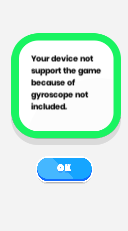 Your device not
support the game
because of
gyroscope not
included.
OK